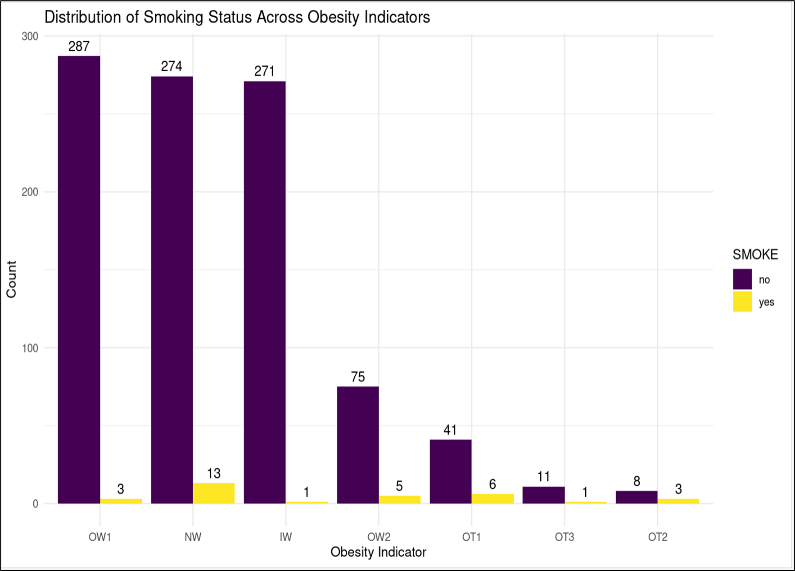 Distribution of Smoking Status Across Obesity Indicators
300
200
100
0
Count
287
3
274
13
271
1
75
5
41
6
11
1
8
3
OW1
NW
IW
OW2
OT1
OT3
OT2
Obesity Indicator
SMOKE
no
yes